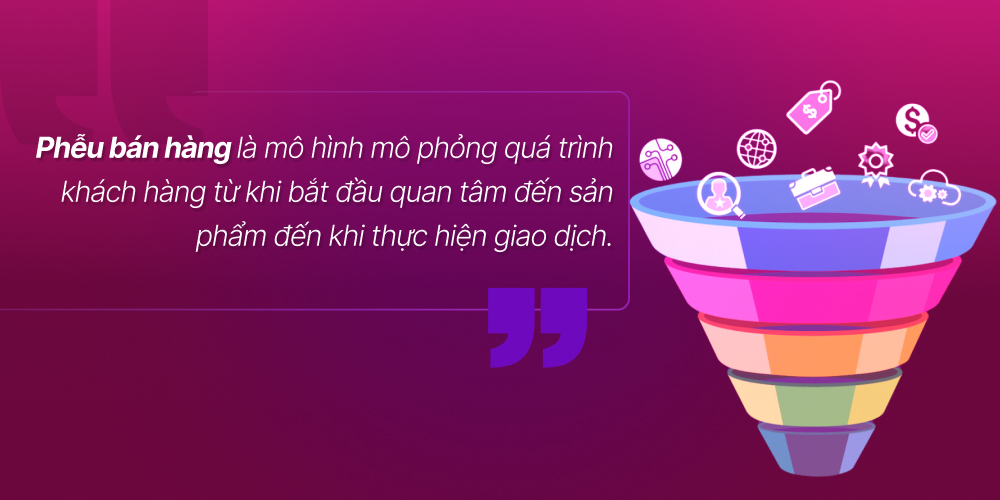 Phễu bán hàng là mô hình mô phỏng quá trình
khách hàng từ khi bắt đầu quan tâm đến sản
phẩm đến khi thực hiện giao dịch.